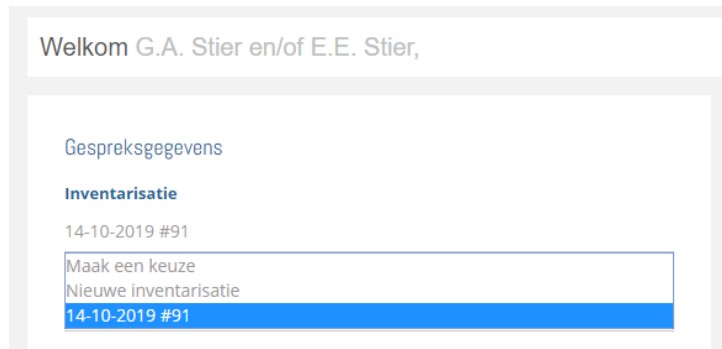 Welkom G.A. Stier en/of E.E. Stier,
Gespreksgegevens
Inventarisatie
14-10-2019 #91
Maak een keuze
Nieuwe inventarisatie
14-10-2019 #91